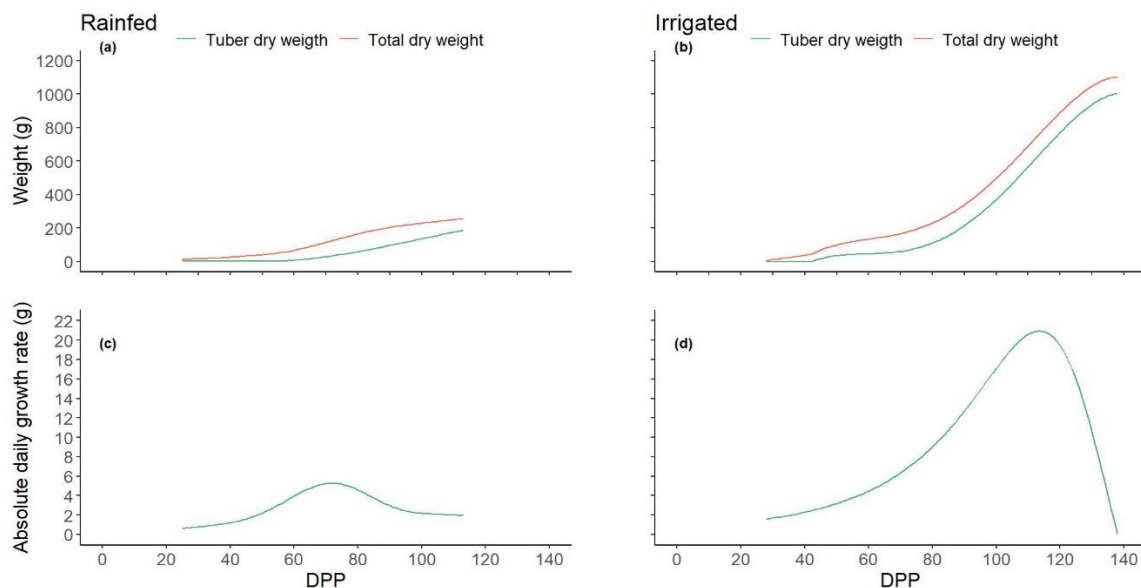 Rainfed
Tuber dry weigth Total dry weight
(a)
1200
1000
800
600
400
200
0
Weight (g)
Irrigated
Tuber dry weigth Total dry weight
(b)
22
20
18
16
14
12
10
8
6
4
2
0
Absolute daily growth rate (g)
(c)
0 20 40 60 80 100 120 140
DPP
(d)
0 20 40 60 80 100 120 140
DPP